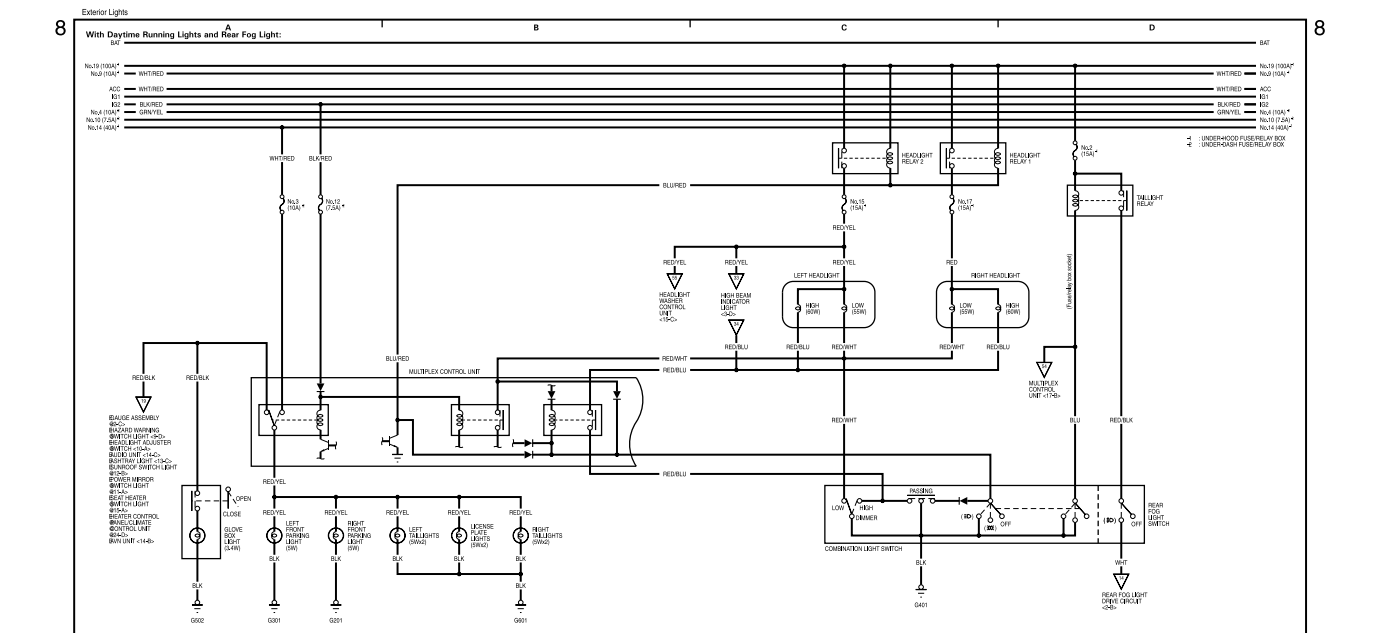 Exterior Lights
8
8
A
B
C
D
With Daytime Running Lights and Rear Fog Light:
BAT
BAT
No.19 (100A)
No.19 (100A)
No.9 (10A)
WHT/RED
WHT/RED
No.9 (10A)
ACC
WHT/RED
WHT/RED
ACC
IG1
IG1
IG2
BLK/RED
BLK/RED
IG2
No.4 (10A)
GRN/YEL
GRN/YEL
No.4 (10A)
No.10 (7.5A)
No.10 (7.5A)
No.14 (40A)
No.14 (40A)
: UNDER-HOOD FUSE/RELAY BOX
: UNDER-DASH FUSE/RELAY BOX
WHT/RED
BLK/RED
HEADLIGHT
RELAY 2
HEADLIGHT
RELAY 1
No.2
(15A)
BLU/RED
TAILLIGHT
RELAY
No.3
(10A)
No.12
(7.5A)
No.15
(15A)
No.17
(15A)
RED/YEL
RED/YEL
RED/YEL
RED/YEL
RED
(Fuse/relay box socket)
LEFT HEADLIGHT
RIGHT HEADLIGHT
HEADLIGHT
WASHER
CONTROL
UNIT
<15-C>
HIGH BEAM
INDICATOR
LIGHT
<3-D>
HIGH
(60W)
LOW
(55W)
LOW
(55W)
HIGH
(60W)
RED/BLU
RED/BLU
RED/WHT
RED/WHT
RED/BLU
BLU/RED
RED/WHT
RED/BLU
MULTIPLEX CONTROL UNIT
RED/BLK
RED/BLK
MULTIPLEX
CONTROL
UNIT <17-B>
GAUGE ASSEMBLY
HAZARD WARNING
SWITCH LIGHT <9-D>
HEADLIGHT ADJUSTER
SWITCH <10-A>
AUDIO UNIT <14-C>
ASHTRAY LIGHT <13-C>
SUNROOF SWITCH LIGHT
POWER MIRROR
SWITCH LIGHT
SEAT HEATER
SWITCH LIGHT
HEATER CONTROL
PANEL/CLIMATE
CONTROL UNIT
RED/WHT
BLU
RED/BLK
RED/YEL
RED/BLU
OPEN
CLOSE
PASSING
LOW
HIGH
DIMMER
OFF
OFF
REAR
FOG
LIGHT
SWITCH
COMBINATION LIGHT SWITCH
RED/YEL
RED/YEL
RED/YEL
RED/YEL
RED/YEL
GLOVE
BOX
LIGHT
(3.4W)
LEFT
FRONT
PARKING
LIGHT
(5W)
RIGHT
FRONT
PARKING
LIGHT
(5W)
LEFT
TAILLIGHTS
(5Wx2)
LICENSE
PLATE
LIGHTS
(5Wx2)
RIGHT
TAILLIGHTS
(5Wx2)
BLK
BLK
BLK
BLK
BLK
BLK
BLK
WHT
BLK
BLK
REAR FOG LIGHT
DRIVE CIRCUIT
<2-B>
G502
G301
G201
G601
G401